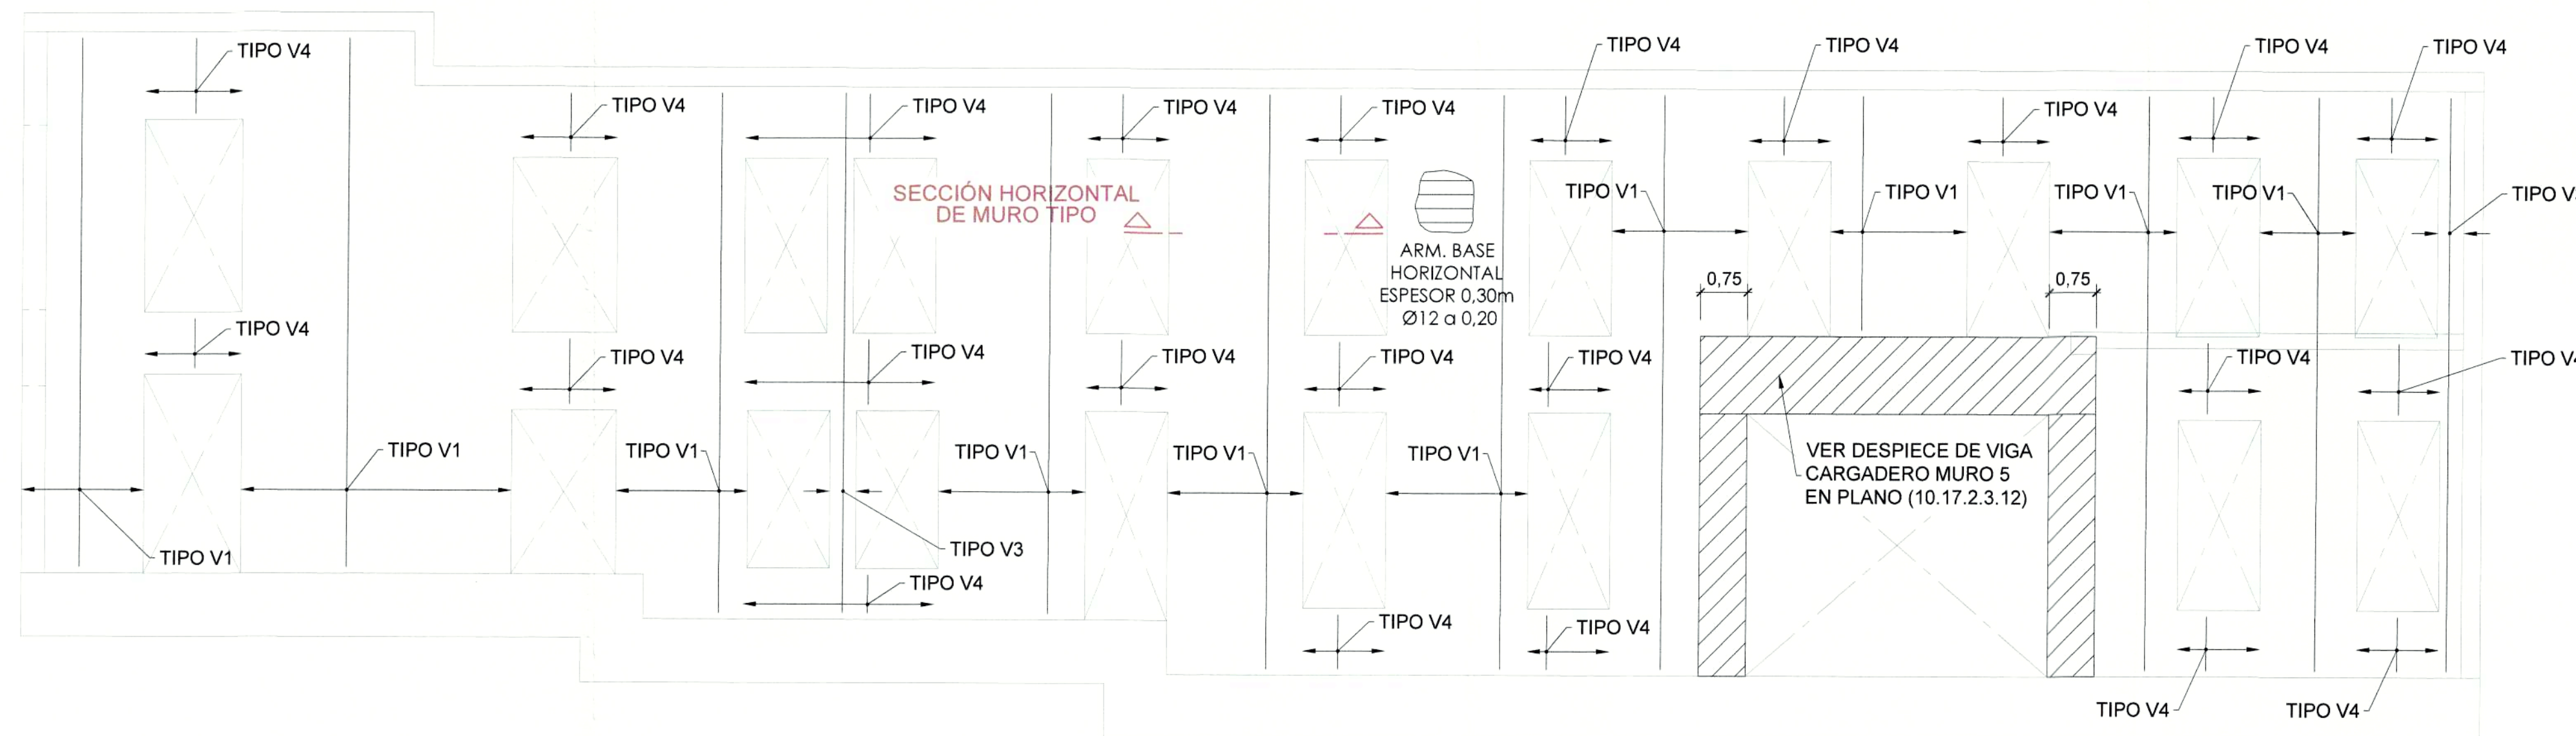 TIPO V4
TIPO V4
TIPO V4
TIPO V4
TIPO V4
TIPO V4
TIPO V4
TIPO V4
TIPO V4
TIPO V4
TIPO V4
SECCIÓN HORIZONTAL
DE MURO TIPO
TIPO V1
TIPO V1
TIPO V1
TIPO V1
TIPO V
ARM. BASE
HORIZONTAL
ESPESOR 0,30m
Ø12 a 0,20
0,75
0,75
TIPO V4
TIPO V4
TIPO V4
TIPO V4
TIPO V4
TIPO V4
TIPO V4
TIPO V4
TIPO V1
TIPO V1
TIPO V1
TIPO V1
TIPO V1
VER DESPIECE DE VIGA
CARGADERO MURO 5
EN PLANO (10.17.2.3.12)
TIPO V1
TIPO V3
TIPO V4
TIPO V4
TIPO V4
TIPO V4
TIPO V4